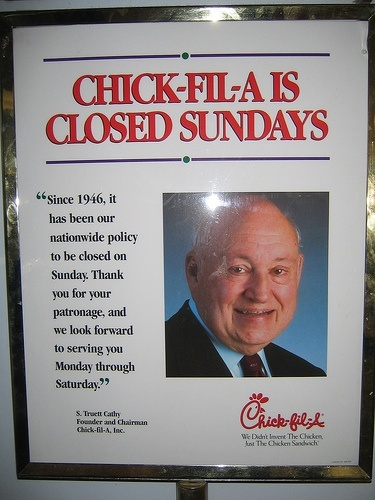 CHICK-FIL-A IS
CLOSED SUNDAYS
“Since 1946, it
has been our
nationwide policy
to be closed on
Sunday. Thank
you for your
patronage, and
we look forward
to serving you
Monday through
Saturday.”
S. Truett Cathy
Founder and Chairman
Chick-fil-A, Inc.
Chick-fil-A®
We Didn't Invent The Chicken,
Just The Chicken Sandwich.®